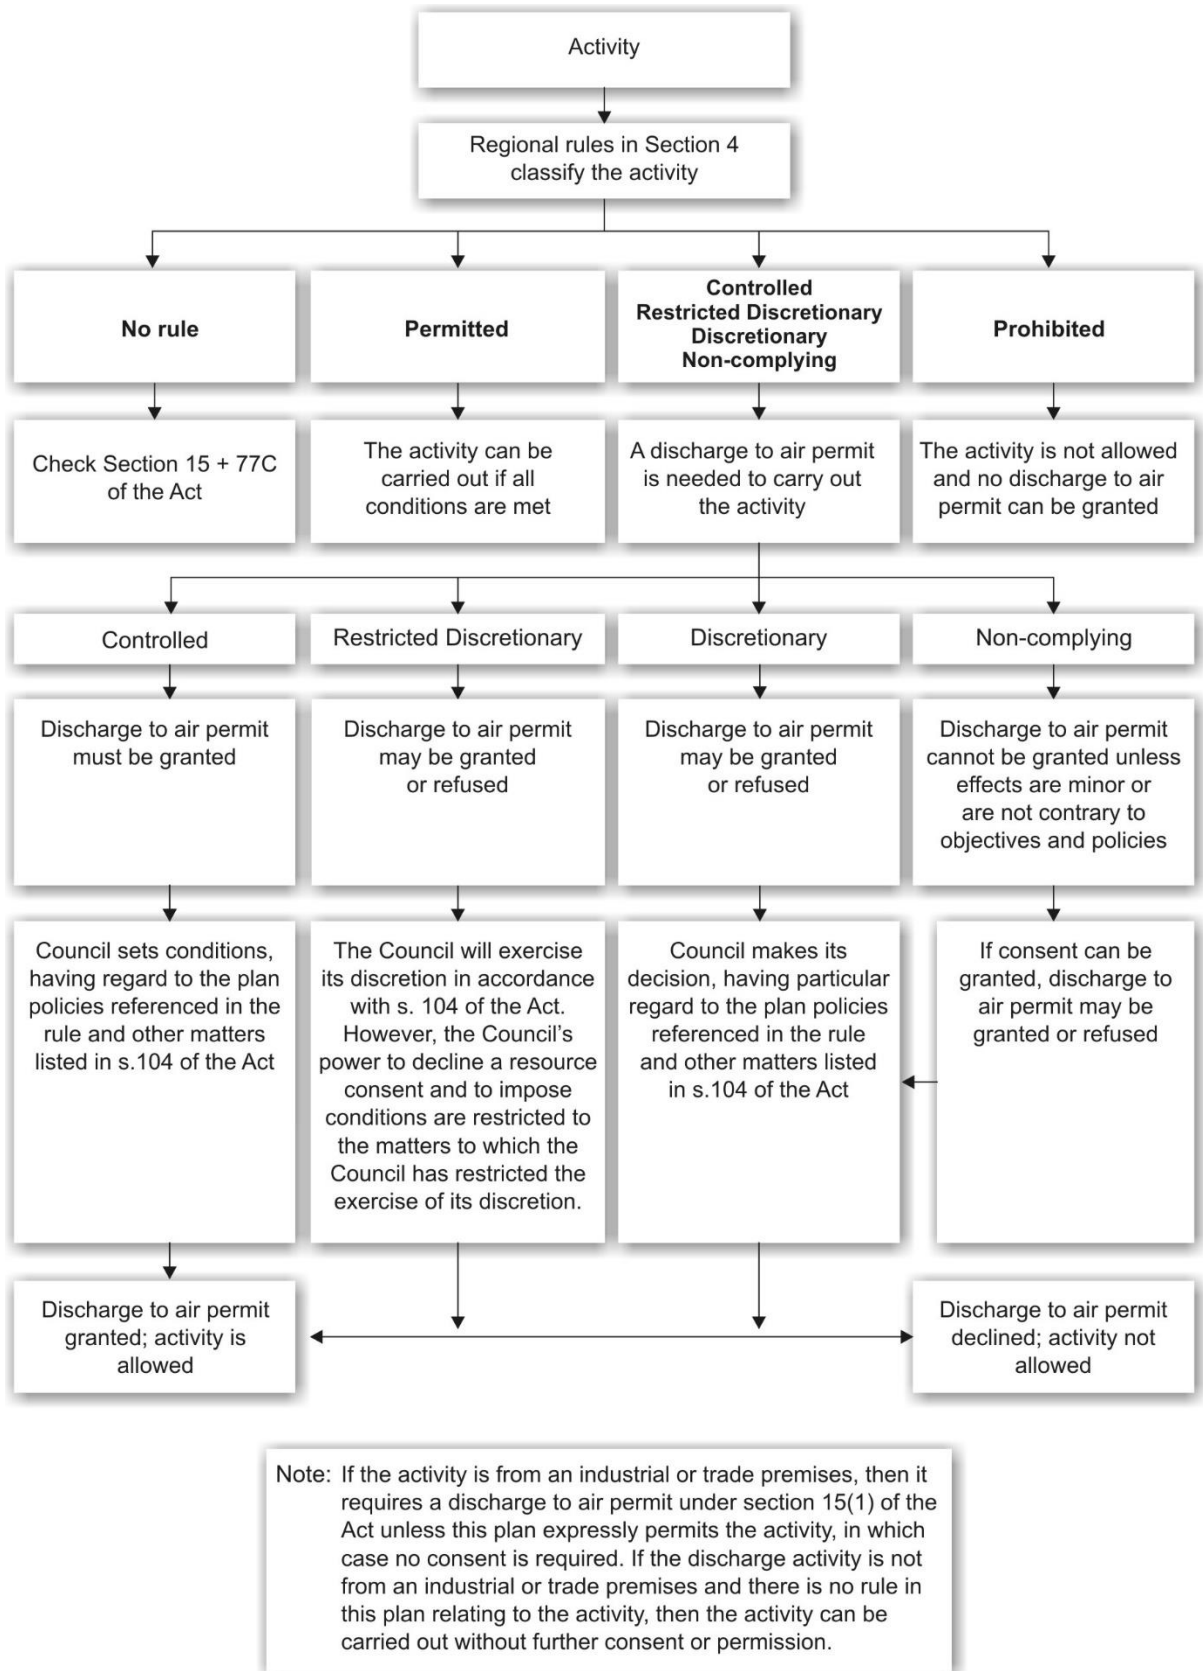 Activity
Regional rules in Section 4
classify the activity
No rule
Permitted
Controlled
Restricted Discretionary
Discretionary
Non-complying
Prohibited
Check Section 15 + 77C
of the Act
The activity can be
carried out if all
conditions are met
A discharge to air permit
is needed to carry out
the activity
The activity is not allowed
and no discharge to air
permit can be granted
Controlled
Restricted Discretionary
Discretionary
Non-complying
Discharge to air permit
must be granted
Discharge to air permit
may be granted
or refused
Discharge to air permit
may be granted
or refused
Discharge to air permit
cannot be granted unless
effects are minor or
are not contrary to
objectives and policies
Council sets conditions,
having regard to the plan
policies referenced in the
rule and other matters
listed in s.104 of the Act
The Council will exercise
its discretion in accordance
with s. 104 of the Act.
However, the Council’s
power to decline a resource
consent and to impose
conditions are restricted to
the matters to which the
Council has restricted the
exercise of its discretion.
Council makes its
decision, having particular
regard to the plan policies
referenced in the rule
and other matters listed
in s.104 of the Act
If consent can be
granted, discharge to
air permit may be
granted or refused
Discharge to air permit
granted; activity is
allowed
Discharge to air permit
declined; activity not
allowed
Note: If the activity is from an industrial or trade premises, then it
requires a discharge to air permit under section 15(1) of the
Act unless this plan expressly permits the activity, in which
case no consent is required. If the discharge activity is not
from an industrial or trade premises and there is no rule in
this plan relating to the activity, then the activity can be
carried out without further consent or permission.